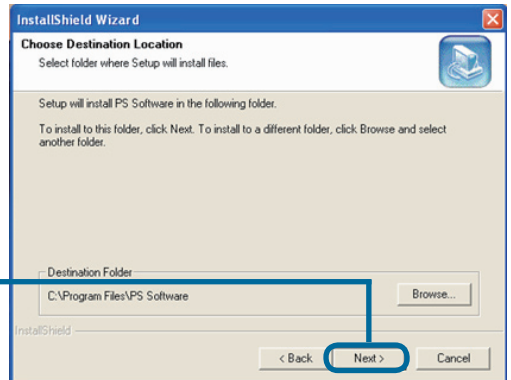 InstallShield Wizard
Choose Destination Location
Select folder where Setup will install files.
Setup will install PS Software in the following folder.
To install to this folder, click Next. To install to a different folder, click Browse and select
another folder.
Destination Folder
C:\Program Files\PS Software
Browse...
InstallShield
< Back Next > Cancel